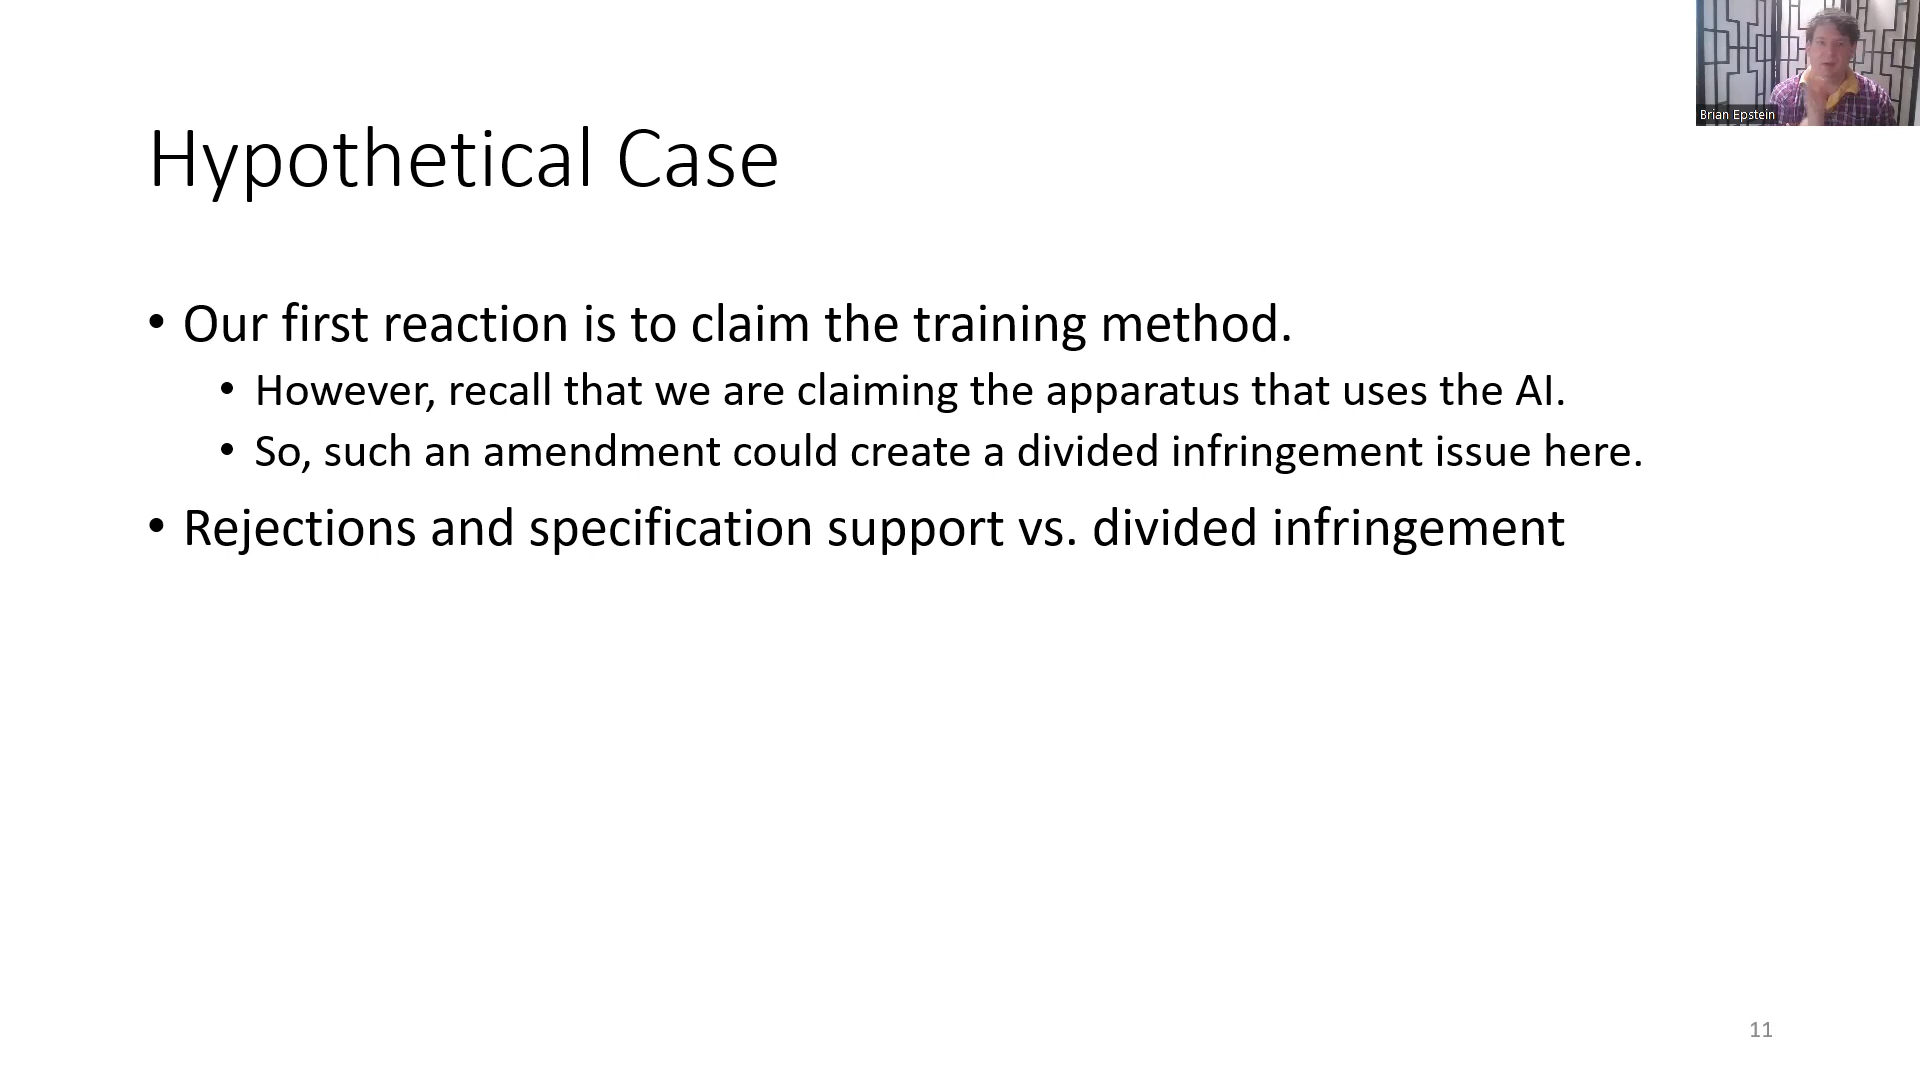 Brian Epstein
Hypothetical Case
• Our first reaction is to claim the training method.
• However, recall that we are claiming the apparatus that uses the AI.
• So, such an amendment could create a divided infringement issue here.
• Rejections and specification support vs. divided infringement
11